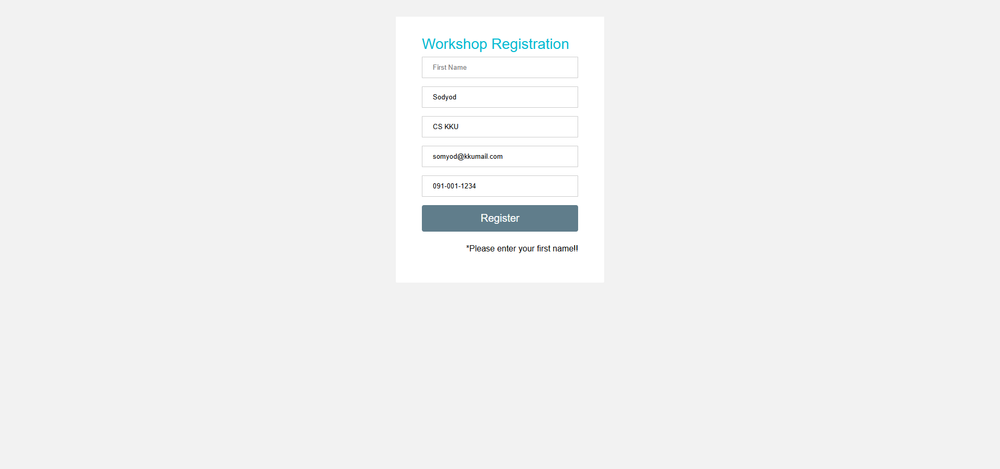 Workshop Registration
First Name
Sodyod
CS KKU
somyod@kkumail.com
091-001-1234
Register
*Please enter your first name!!